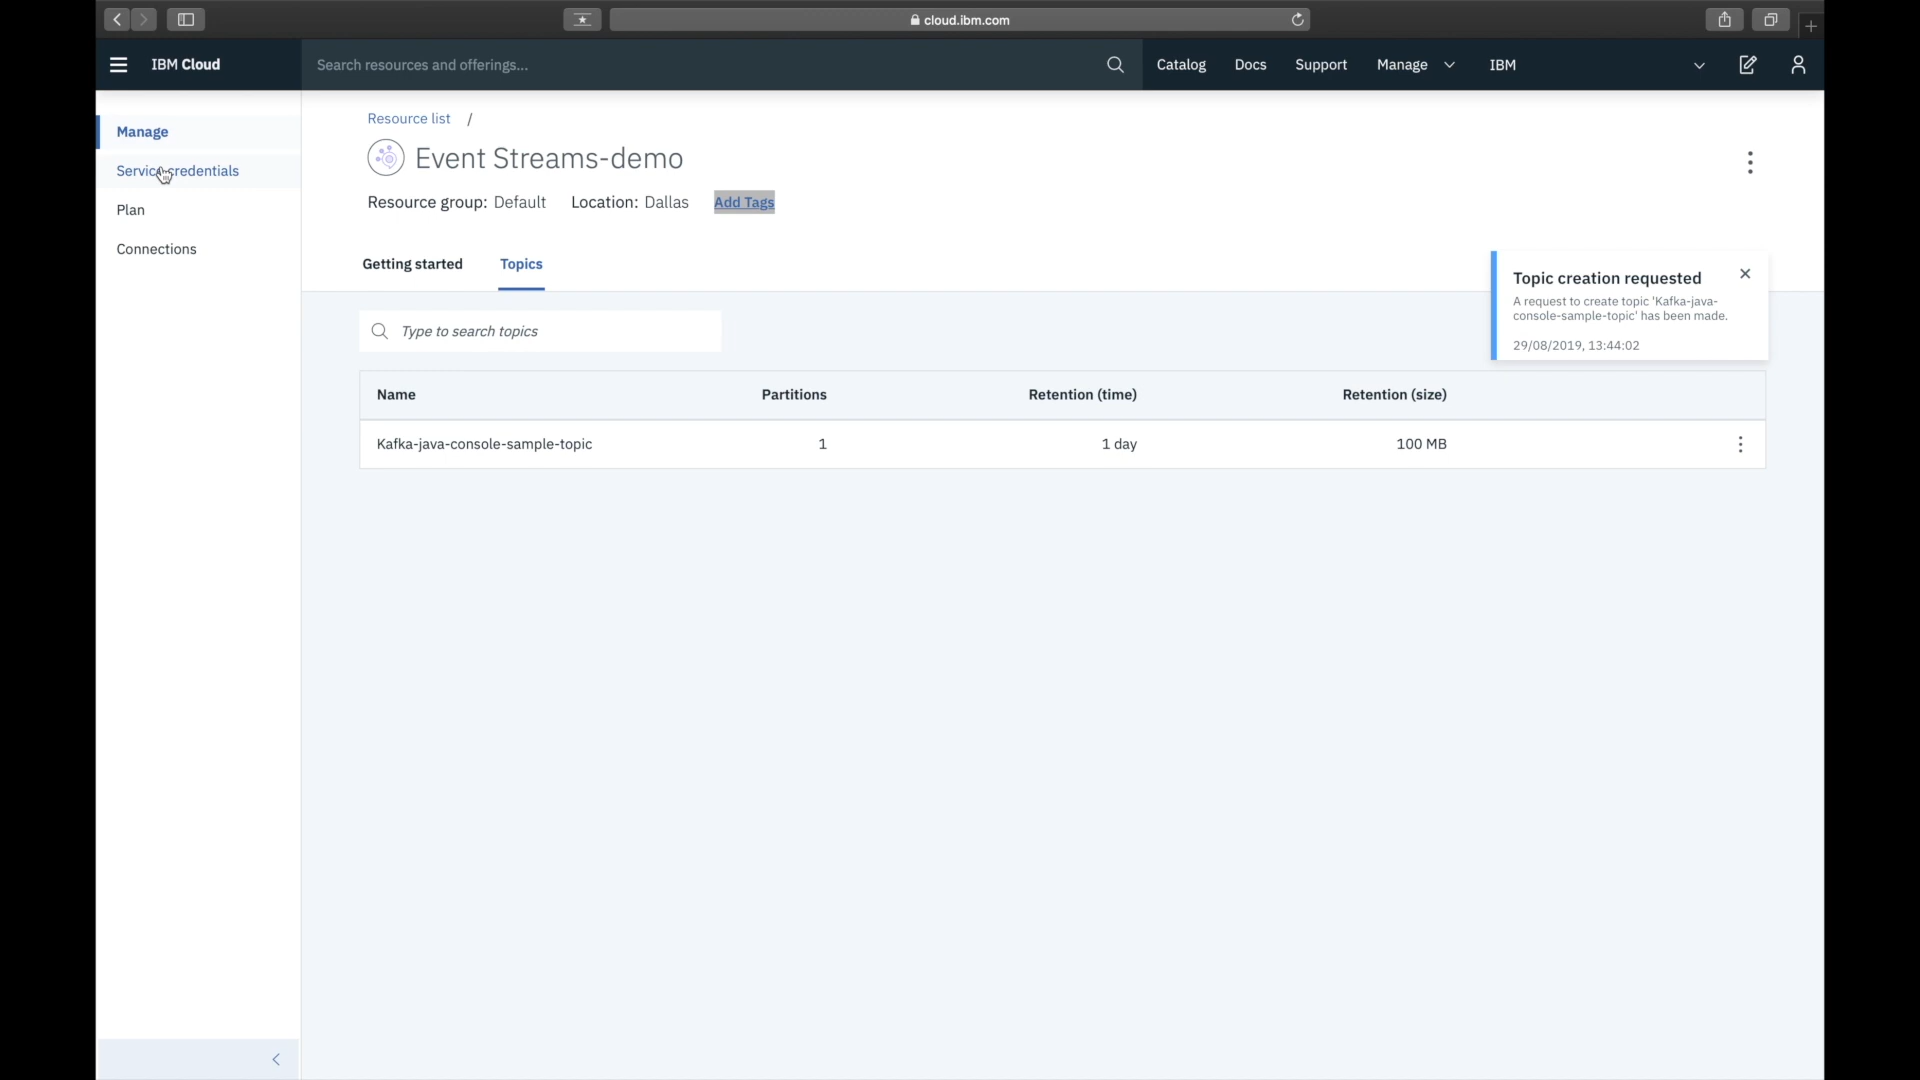 cloud.ibm.com
IBM Cloud
Search resources and offerings...
Catalog
Docs
Support
Manage
IBM
Manage
Service credentials
Plan
Connections
Resource list /
Event Streams-demo
Resource group: Default
Location: Dallas
Add Tags
Getting started
Topics
Topic creation requested
A request to create topic 'Kafka-java-
console-sample-topic' has been made.
29/08/2019, 13:44:02
Type to search topics
Name
Partitions
Retention (time)
Retention (size)
Kafka-java-console-sample-topic
1
1 day
100 MB